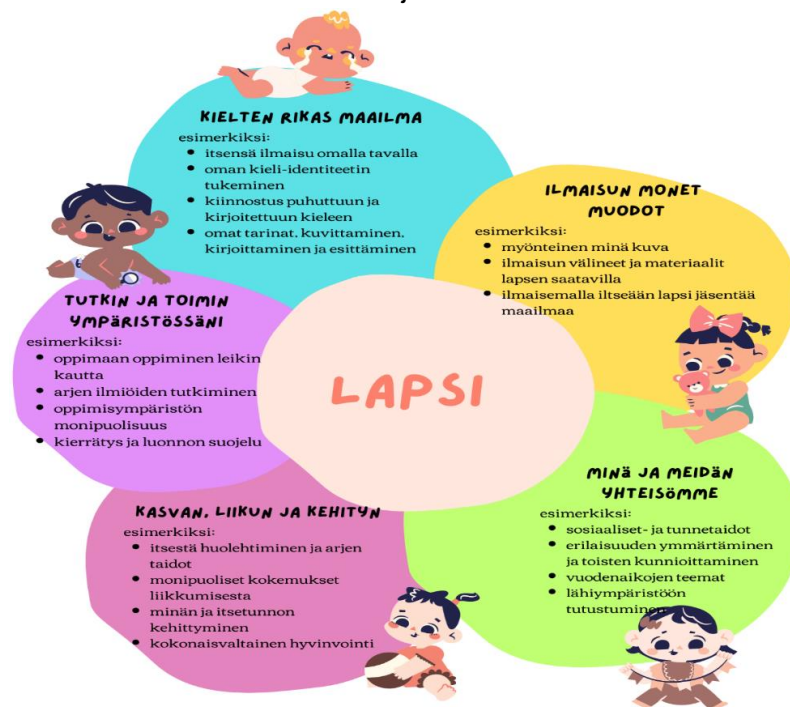 KIELTEN RIKAS MAAILMA
esimerkiksi:
• itsensä ilmaisu omalla tavalla
• oman kieli-identiteetin
tukeminen
• kiinnostus puhuttuun ja
kirjoitettuun kieleen
• omat tarinat, kuvittaminen,
kirjoittaminen ja esittäminen
ILMAISUN MONET
MUODOT
esimerkiksi:
• myönteinen minä kuva
• ilmaisun välineet ja materiaalit
lapsen saatavilla
• ilmaisemalla iltseään lapsi jäsentää
maailmaa
TUTKIN JA TOIMIN
YMPÄRISTÖSSÄNI
esimerkiksi:
• oppimaan oppiminen leikin
kautta
• arjen ilmiöiden tutkiminen
• oppimisympäristön
monipuolisuus
• kierrätys ja luonnon suojelu
LAPSI
MINÄ JA MEIDÄN
YHTEISÖMME
esimerkiksi:
• sosiaaliset- ja tunnetaidot
• erilaisuuden ymmärtäminen
ja toisten kunnioittaminen
• vuodenaikojen teemat
• lähiympäristöön
tutustuminen
KASVAN, LIIKUN JA KEHITYN
esimerkiksi:
• itsestä huolehtiminen ja arjen
taidot
• monipuoliset kokemukset
liikkumisesta
• minän ja itsetunnon
kehittyminen
• kokonaisvaltainen hyvinvointi